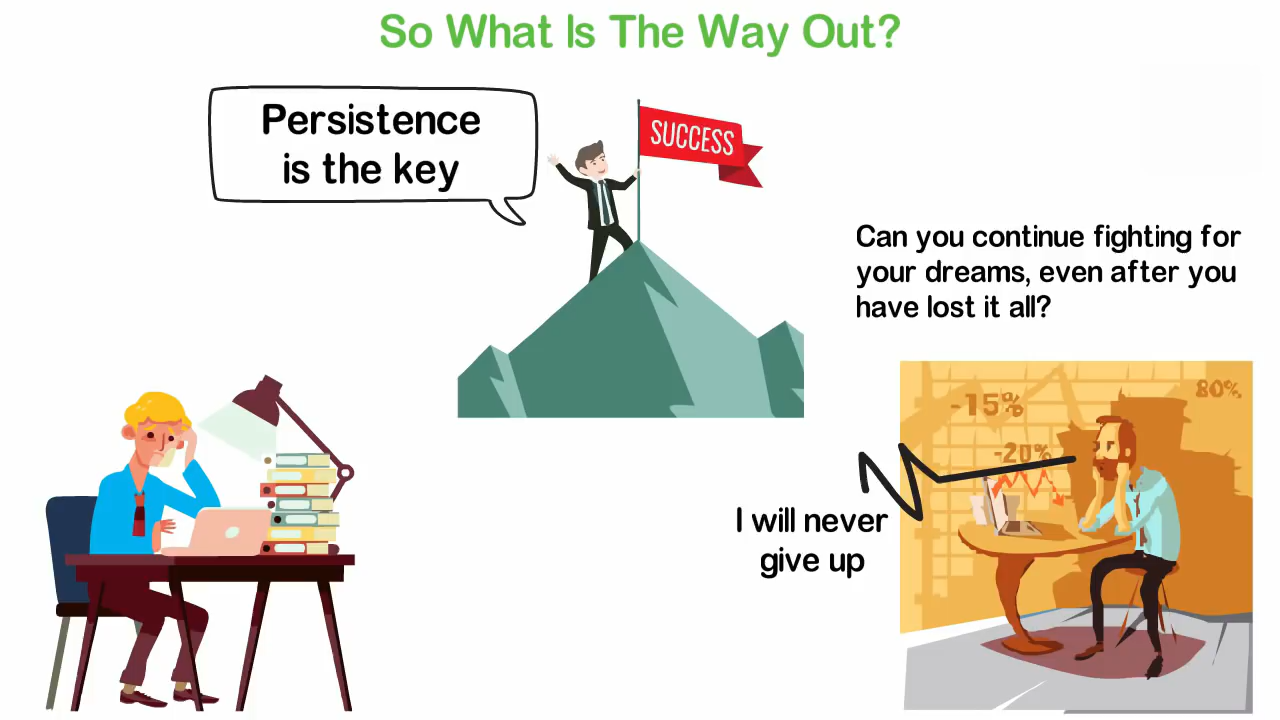 So What Is The Way Out?
Persistence
is the key
SUCCESS
Can you continue fighting for
your dreams, even after you
have lost it all?
80%
-15%
-20%
I will never
give up